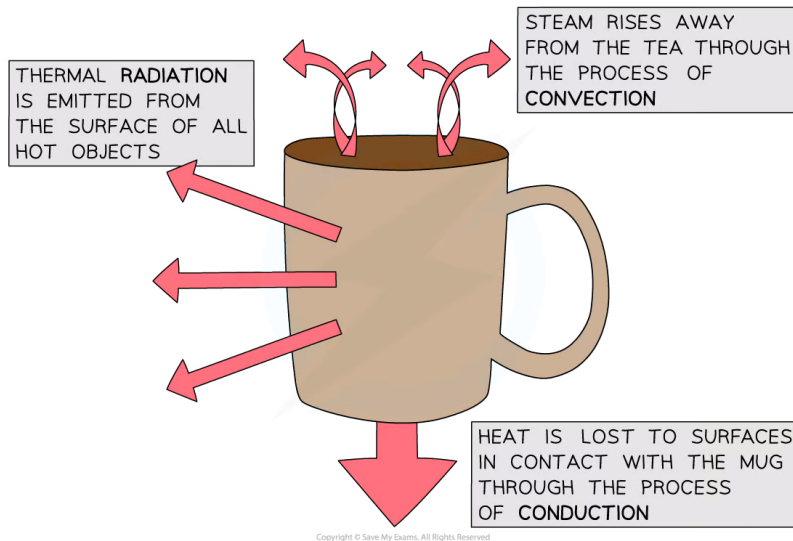 STEAM RISES AWAY
FROM THE TEA THROUGH
THE PROCESS OF
CONVECTION
THERMAL RADIATION
IS EMITTED FROM
THE SURFACE OF ALL
HOT OBJECTS
HEAT IS LOST TO SURFACES
IN CONTACT WITH THE MUG
THROUGH THE PROCESS
OF CONDUCTION
Copyright © Save My Exams. All Rights Reserved